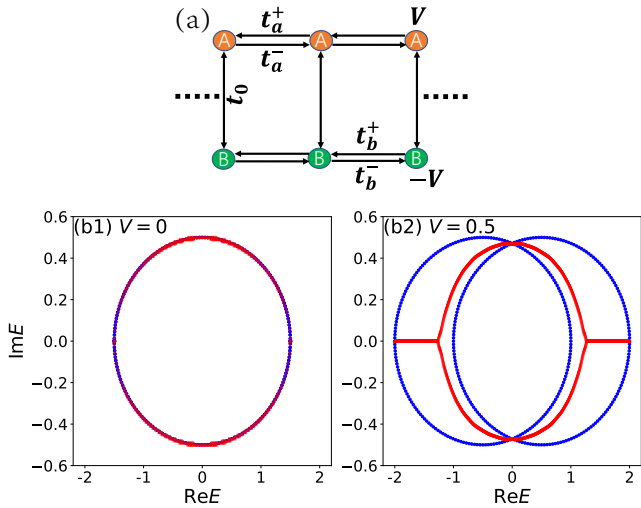 (a)
t_a^+
V
A A A
t_a^-
t_0
t_b^+
B B B
t_b^-
−V
(b1) V = 0
(b2) V = 0.5
0.6 0.6
0.4 0.4
0.2 0.2
0.0 0.0
−0.2 −0.2
−0.4 −0.4
−0.6 −0.6
ImE
-2 -1 0 1 2
-2 -1 0 1 2
ReE
ReE